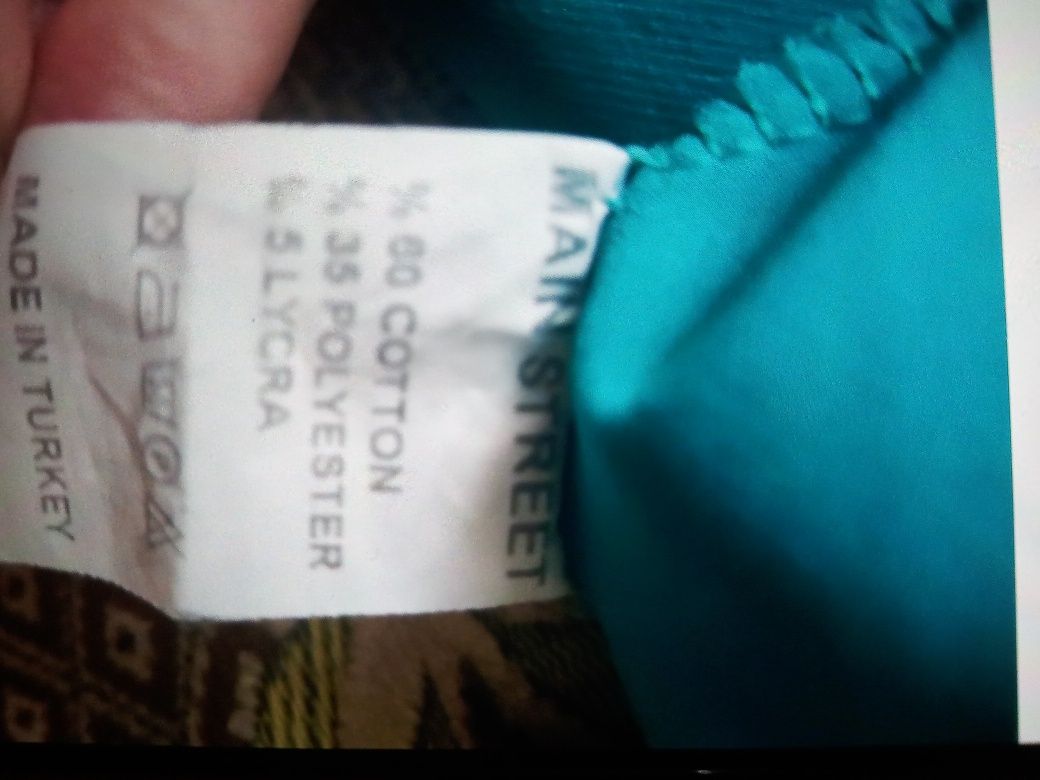 MAIN STREET
% 60 COTTON
% 35 POLYESTER
% 5 LYCRA
MADE IN TURKEY